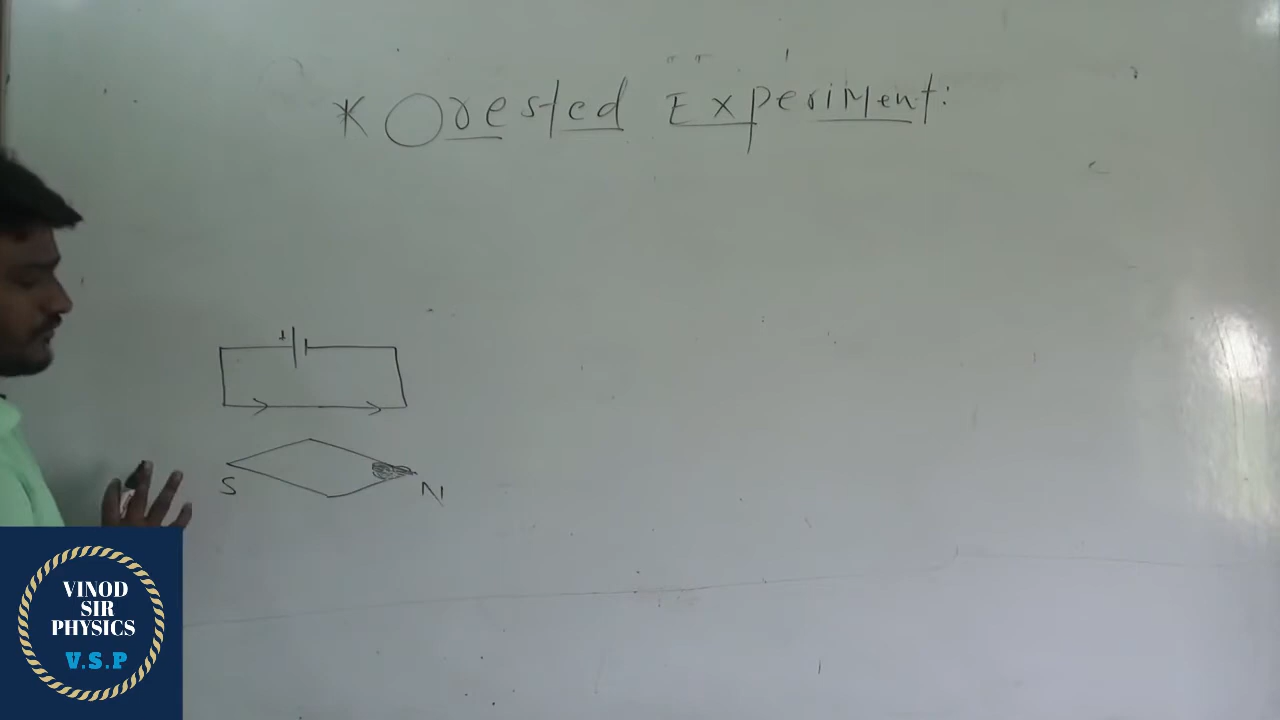 * Orested Experiment:
+
S
N
VINOD
SIR
PHYSICS
V.S.P